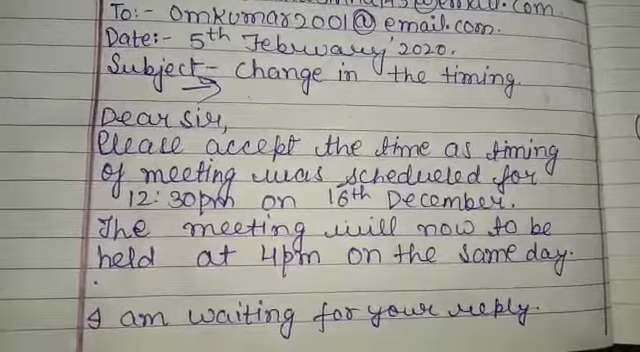 To:- omkumar2001@email.com.
Date:- 5th February, 2020.
Subject- Change in the timing.
Dear sir,
Please accept the time as timing
of meeting was scheduled for
12:30pm on 16th December.
The meeting will now to be
held at 4pm on the same day.
I am waiting for your reply.